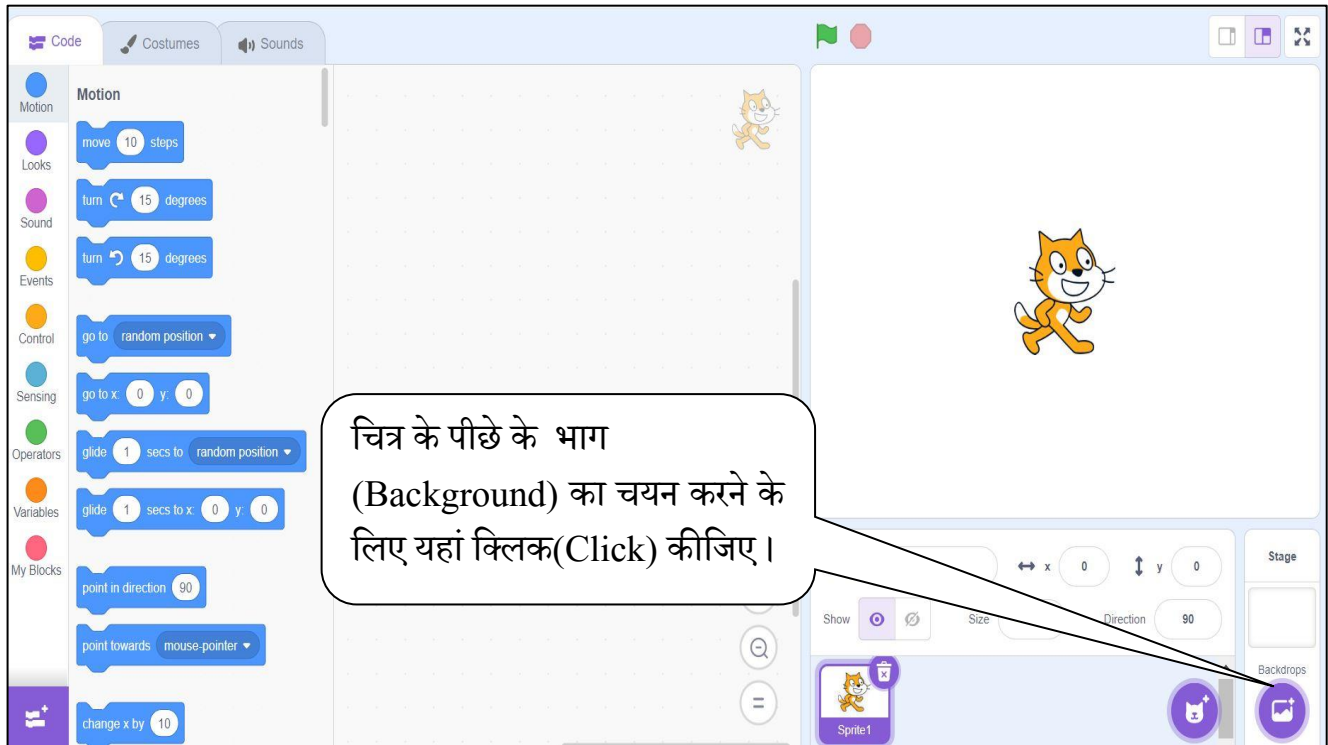 Code
Costumes
Sounds
Motion
Looks
Sound
Events
Control
Sensing
Operators
Variables
My Blocks
Motion
move 10 steps
turn 15 degrees
turn 15 degrees
go to random position
go to x: 0 y: 0
glide 1 secs to random position
glide 1 secs to x: 0 y: 0
point in direction 90
point towards mouse-pointer
change x by 10
चित्र के पीछे के भाग
(Background) का चयन करने के
लिए यहां क्लिक(Click) कीजिए।
x 0 y 0
Show Size Direction 90
Sprite1
Stage
Backdrops